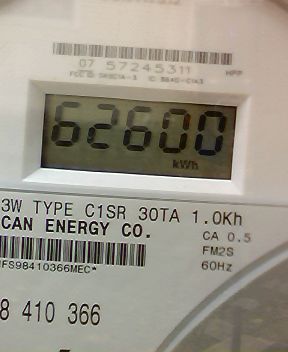 07 57245311 HPP
62600
kWh
3W TYPE C1SR 30TA 1.0Kh
CAN ENERGY CO.
CA 0.5
FM2S
60Hz
FS98410366MEC*
8 410 366